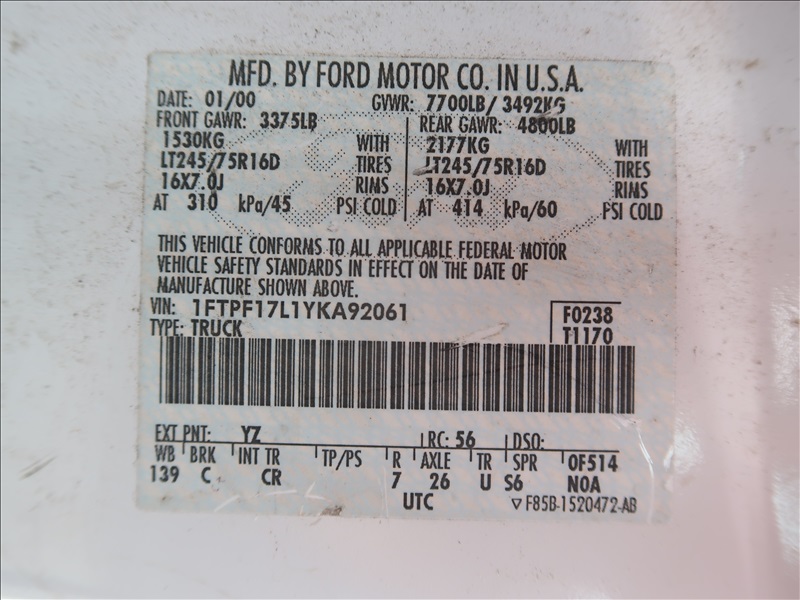 MFD. BY FORD MOTOR CO. IN U.S.A.
DATE: 01/00 GVWR: 7700LB/ 3492KG
FRONT GAWR: 3375LB REAR GAWR: 4800LB
1530KG WITH 2177KG WITH
LT245/75R16D TIRES LT245/75R16D TIRES
16X7.0J RIMS 16X7.0J RIMS
AT 310 kPa/45 PSI COLD AT 414 kPa/60 PSI COLD
THIS VEHICLE CONFORMS TO ALL APPLICABLE FEDERAL MOTOR
VEHICLE SAFETY STANDARDS IN EFFECT ON THE DATE OF
MANUFACTURE SHOWN ABOVE.
VIN: 1FTPF17L1YKA92061 F0238
TYPE: TRUCK T1170
EXT PNT: YZ RC: 56 DSO:
WB BRK INT TR TP/PS R AXLE TR SPR 0F514
139 C CR 7 26 U S6 N0A
UTC ▽F85B-1520472-AB